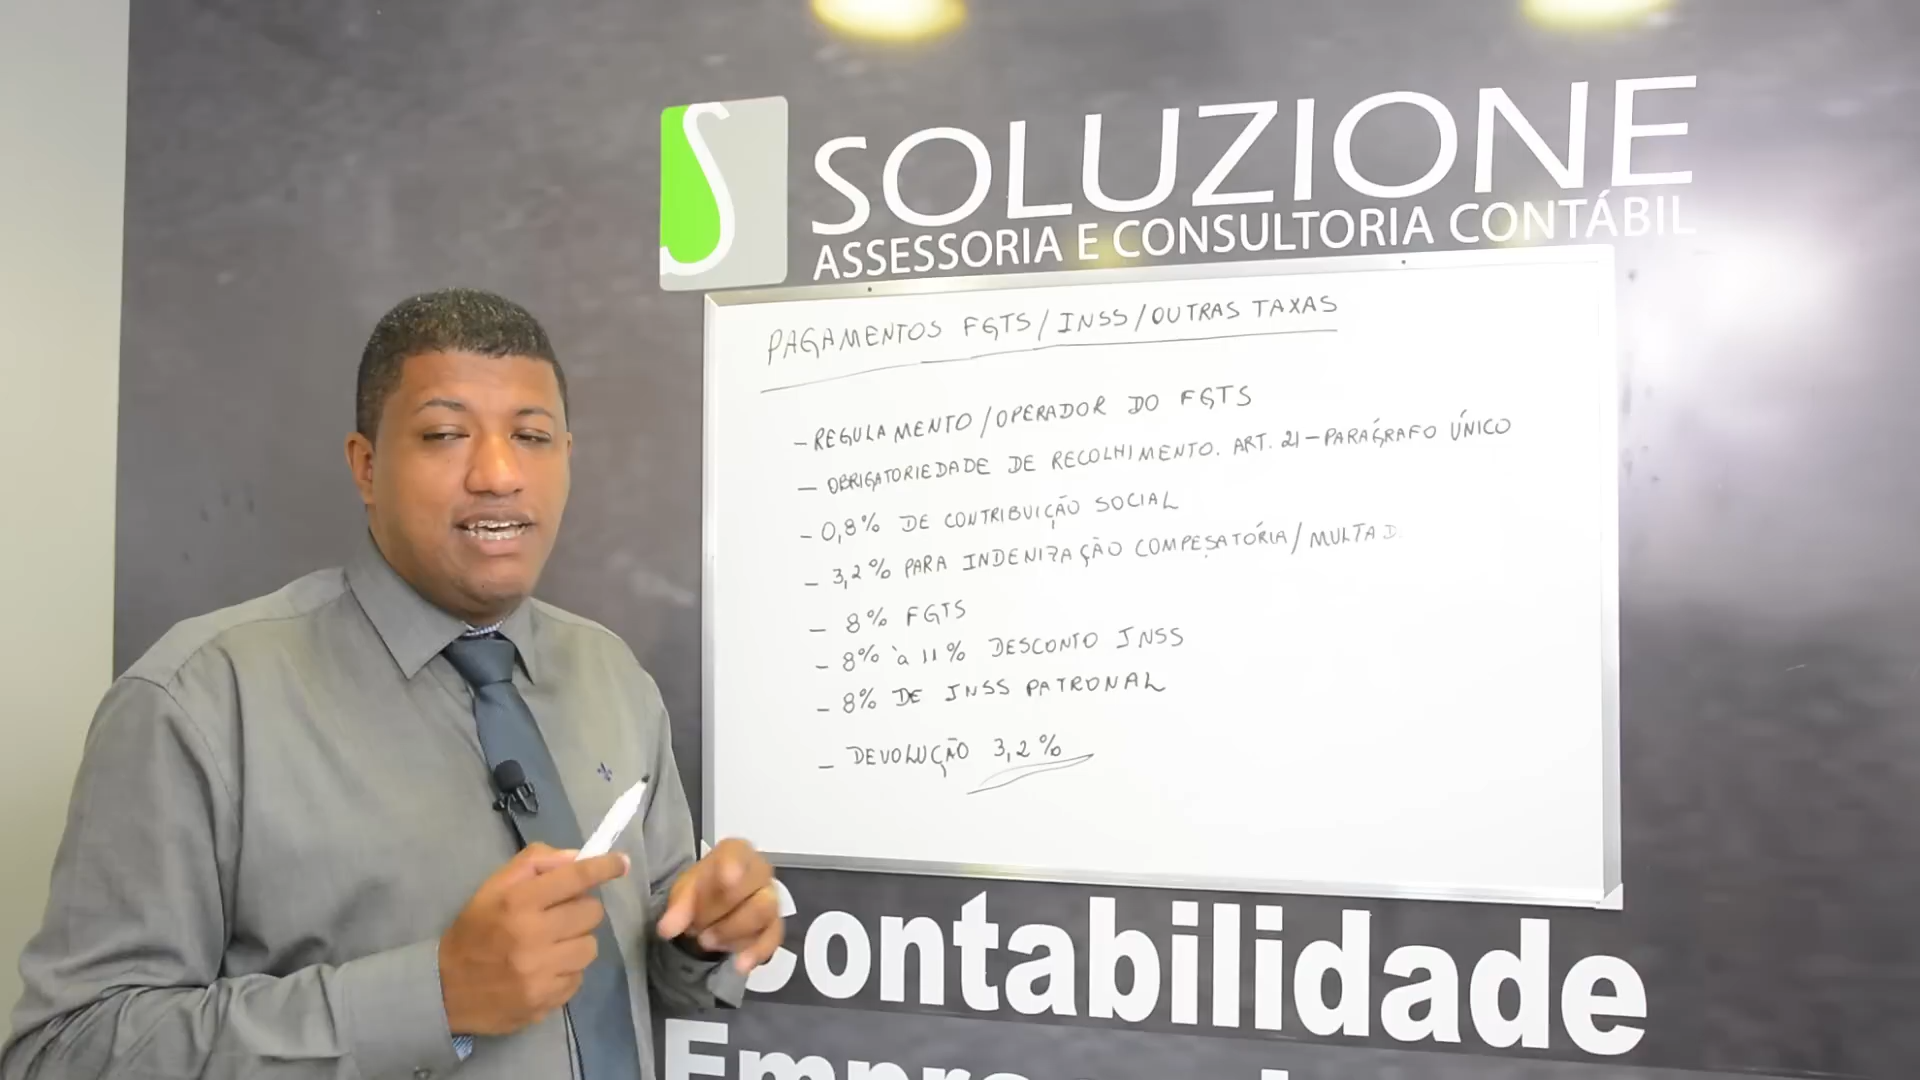 SOLUZIONE
ASSESSORIA E CONSULTORIA CONTÁBIL
PAGAMENTOS FGTS/INSS/OUTRAS TAXAS
- REGULAMENTO/OPERADOR DO FGTS
- OBRIGATORIEDADE DE RECOLHIMENTO. ART. 21-PARÁGRAFO ÚNICO
- 0,8% DE CONTRIBUIÇÃO SOCIAL
- 3,2% PARA INDENIZAÇÃO COMPESATÓRIA/MULTA D.
- 8% FGTS
- 8% à 11% DESCONTO INSS
- 8% DE INSS PATRONAL
- DEVOLUÇÃO 3,2%
Contabilidade